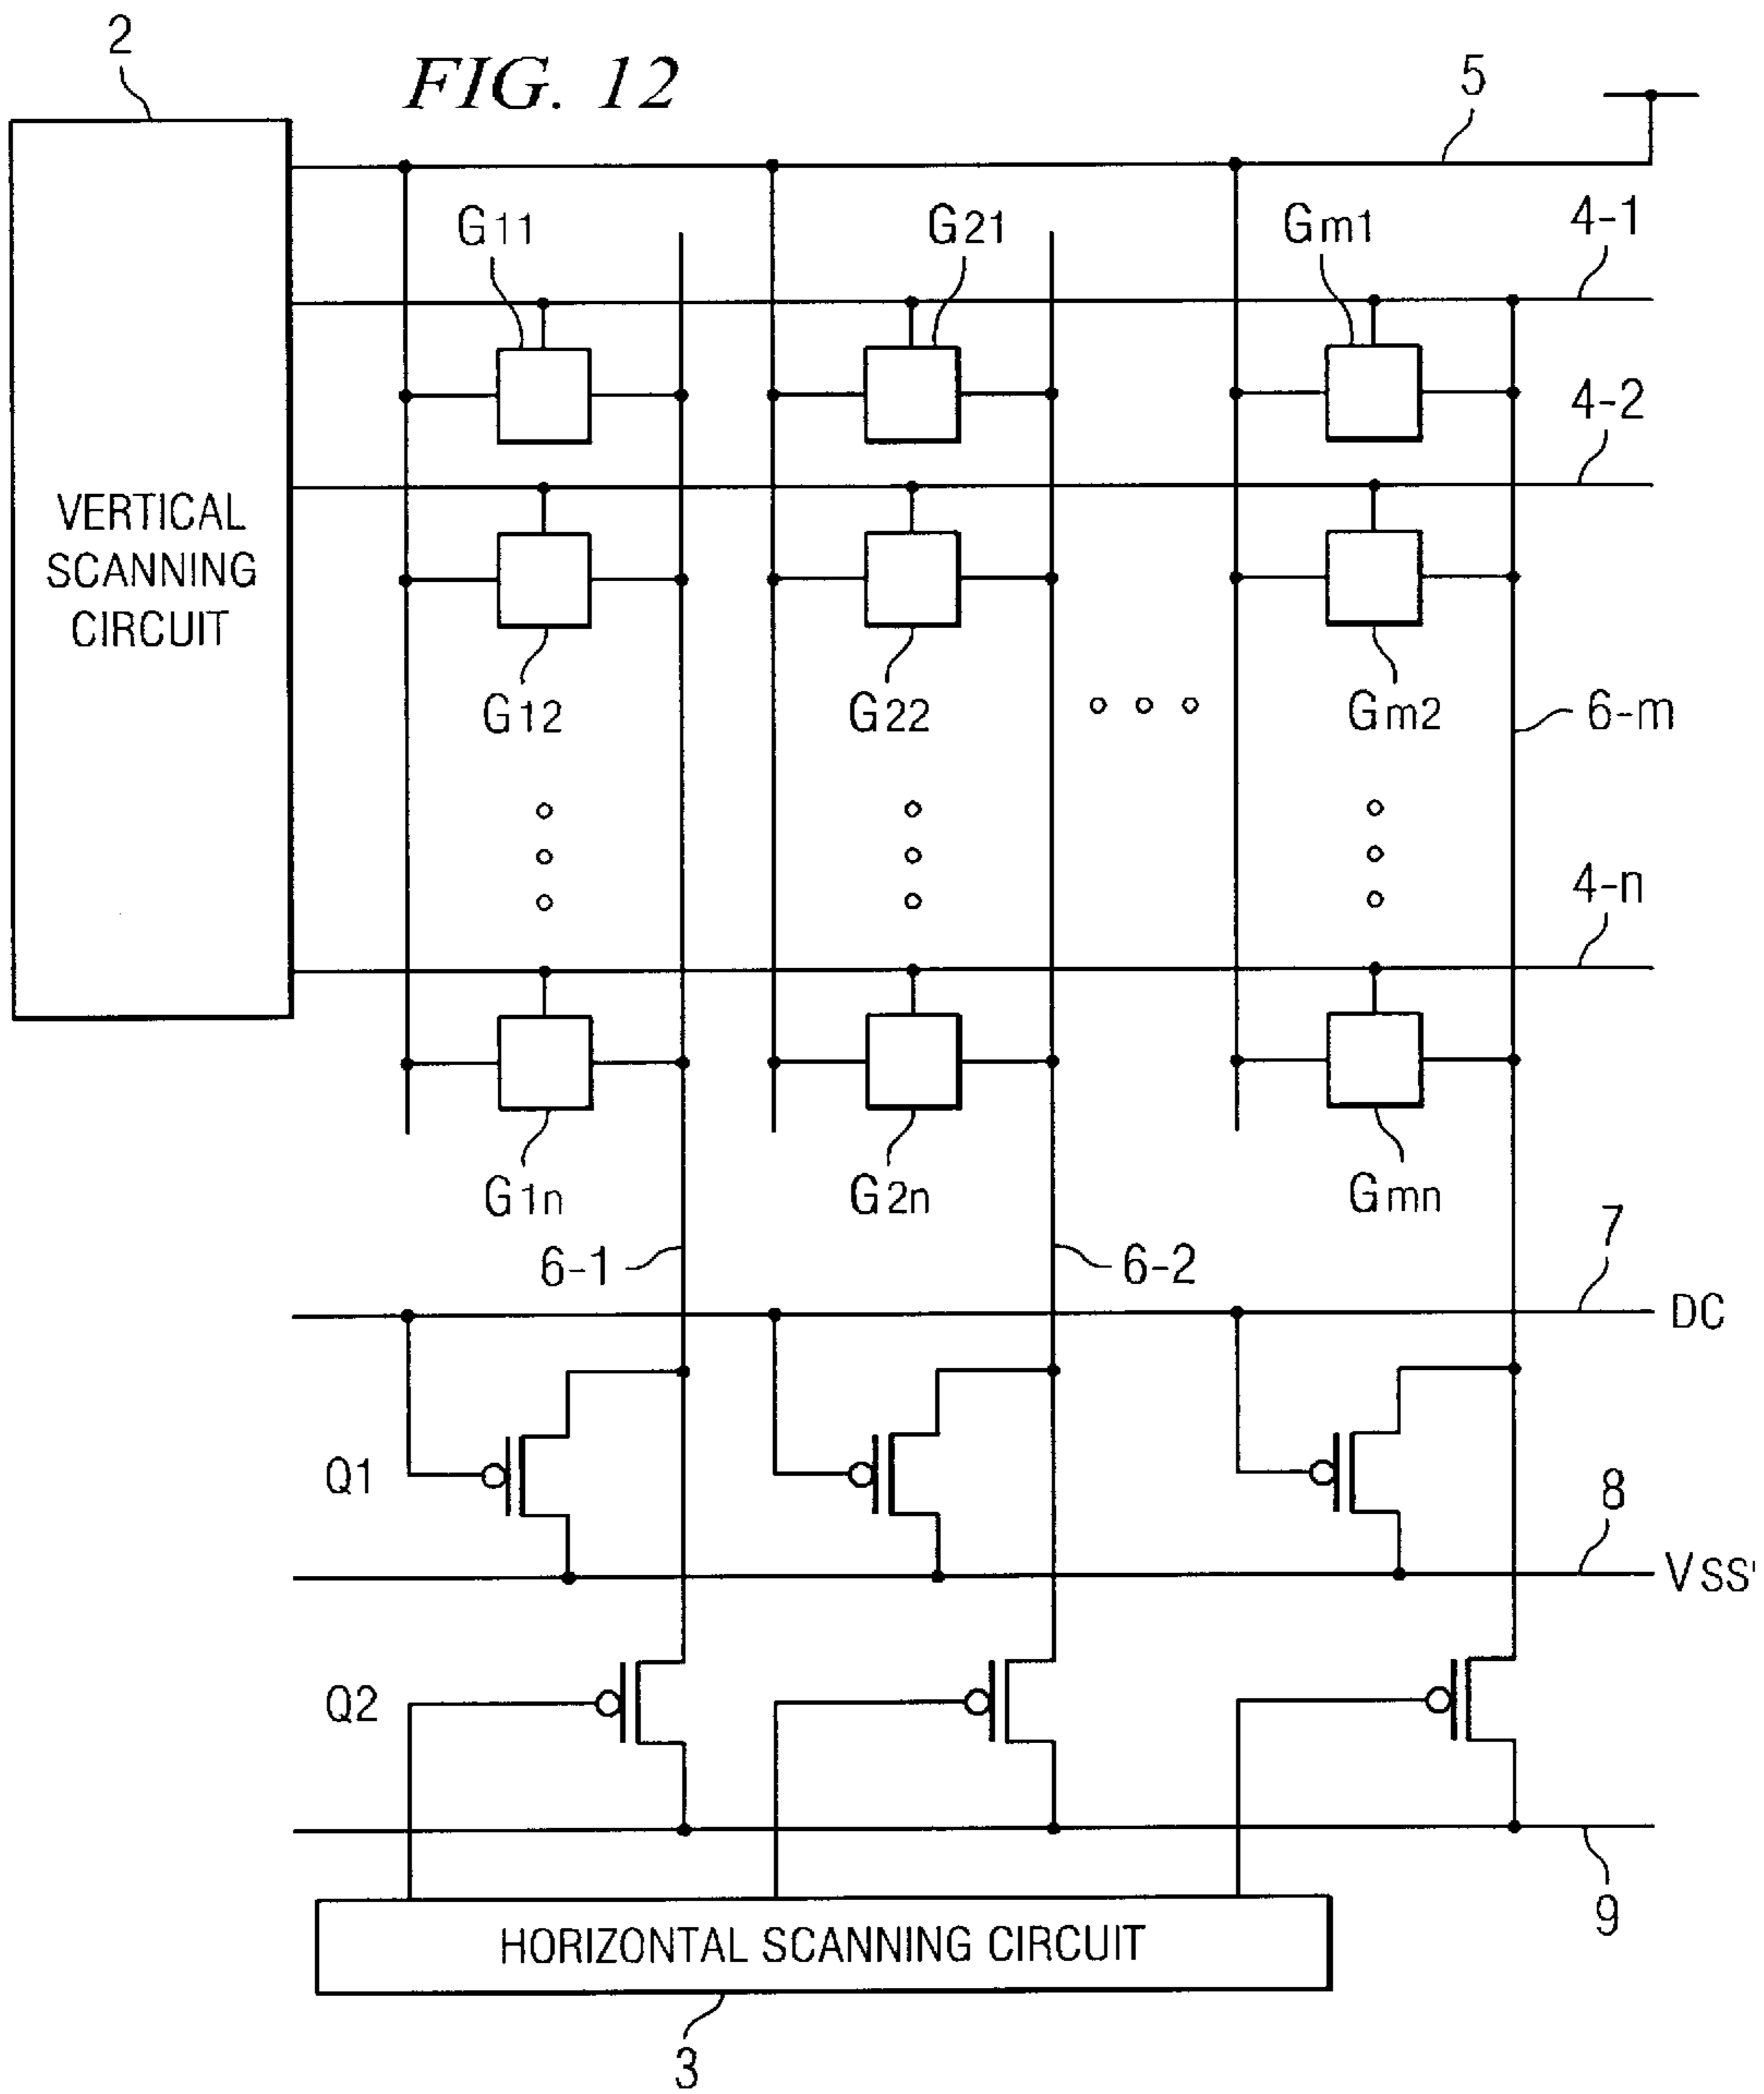 2
FIG. 12
5
G11
G21
Gm1
4-1
4-2
VERTICAL
SCANNING
CIRCUIT
G12
G22
Gm2
6-m
4-n
G1n
G2n
Gmn
6-1
6-2
7
DC
Q1
8
VSS'
Q2
9
HORIZONTAL SCANNING CIRCUIT
3